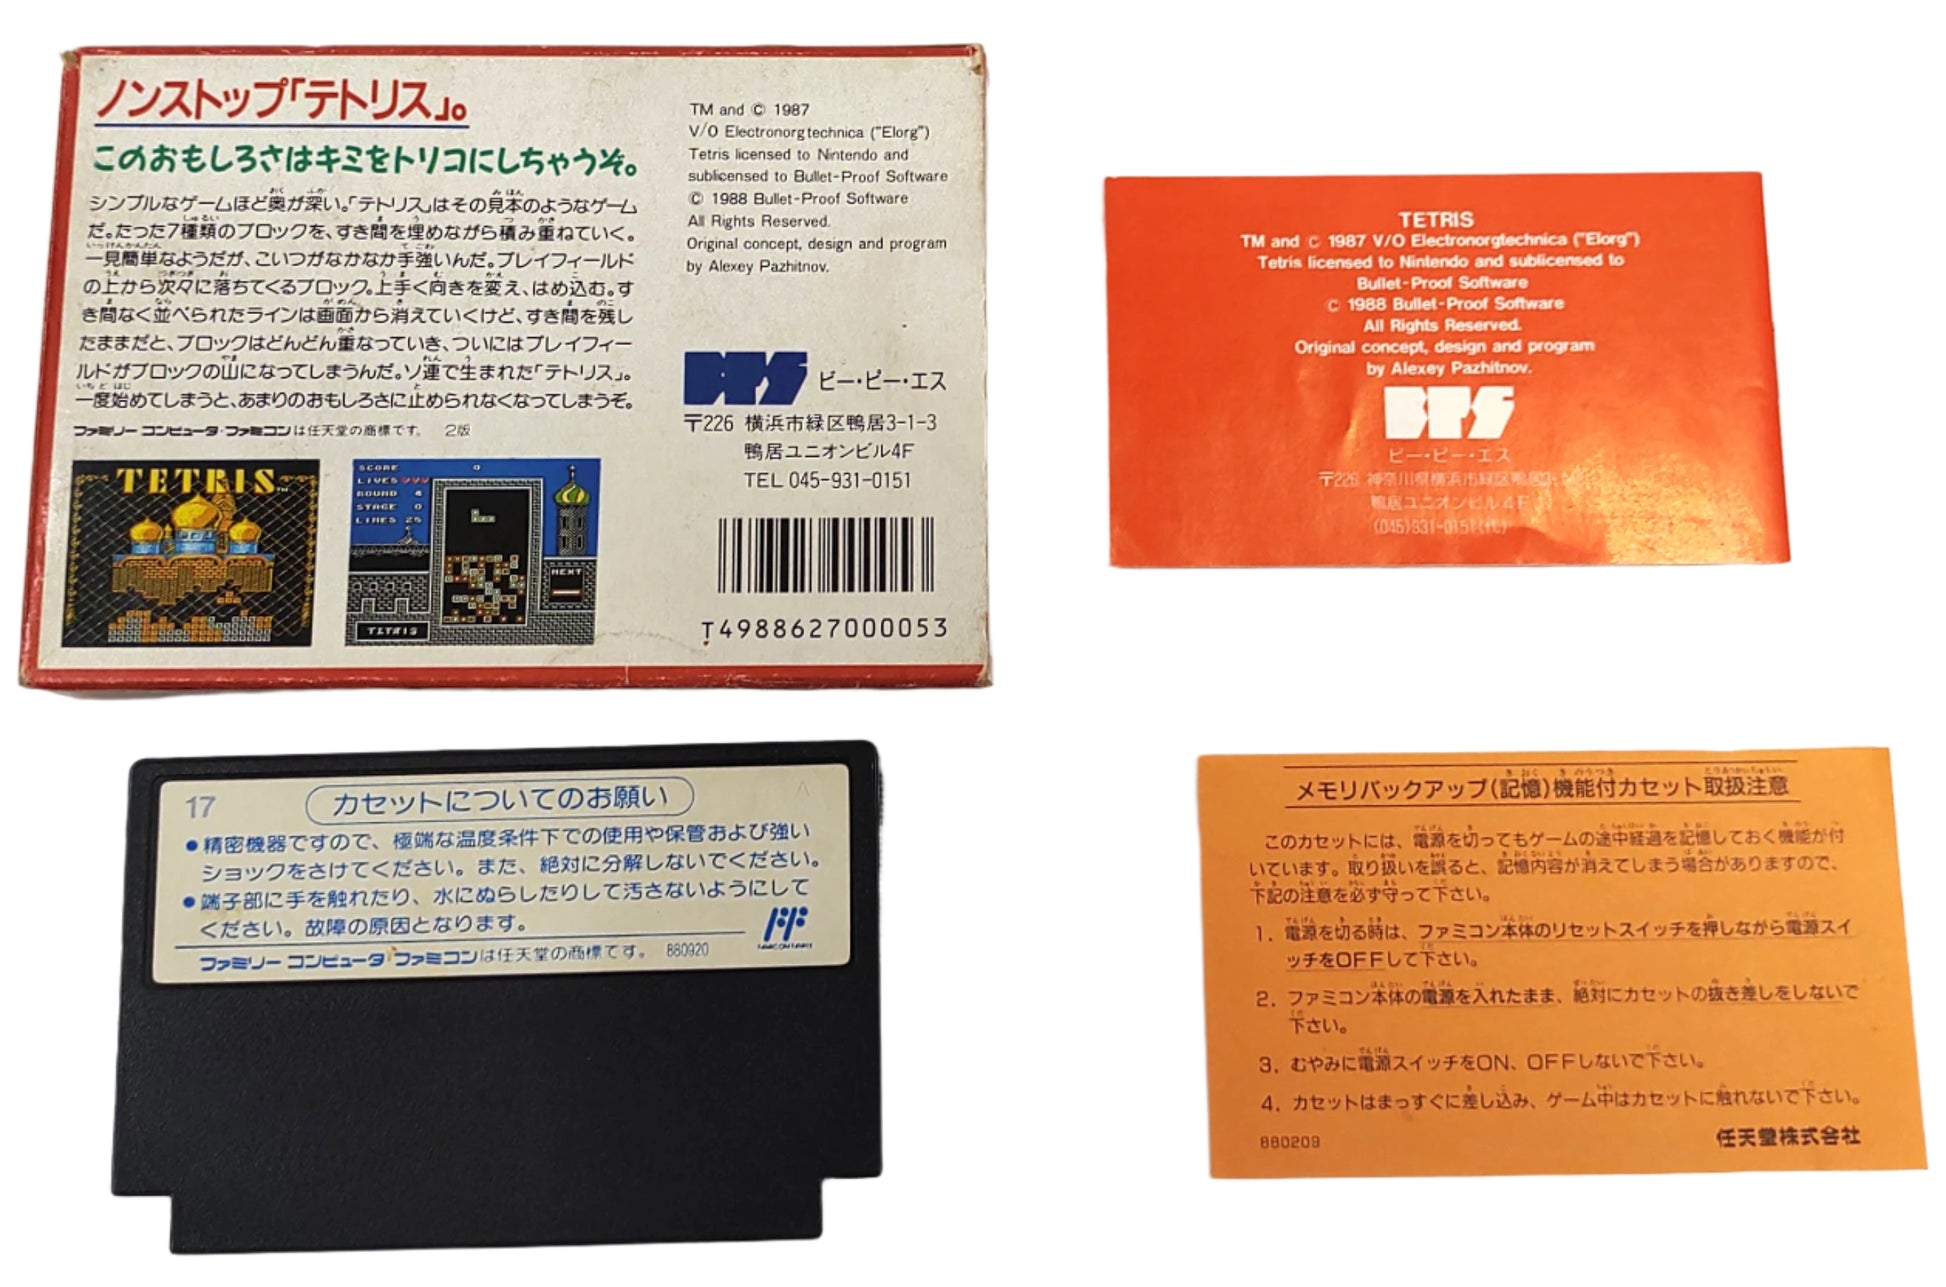 ノンストップ「テトリス」。
このおもしろさはキミをトリコにしちゃうぞ。
シンプルなゲームほど奥が深い。「テトリス」はその見本のようなゲーム
だ。たった7種類のブロックを、すき間を埋めながら積み重ねていく。
一見簡単なようだが、こいつがなかなか手強いんだ。プレイフィールド
の上から次々に落ちてくるブロック。上手く向きを変え、はめ込む。す
き間なく並べられたラインは画面から消えていくけど、すき間を残し
たままだと、ブロックはどんどん重なっていき、ついにはプレイフィー
ルドがブロックの山になってしまうんだ。ソ連で生まれた「テトリス」。
一度始めてしまうと、あまりのおもしろさに止められなくなってしまうぞ。
ファミリーコンピュータ・ファミコンは任天堂の商標です。 2版
TETRIS™
SCORE 0
LIVES
ROUND 4
STAGE 0
LINES 25
NEXT
TETRIS
TM and © 1987
V/O Electronorgtechnica ("Elorg")
Tetris licensed to Nintendo and
sublicensed to Bullet-Proof Software
© 1988 Bullet-Proof Software
All Rights Reserved.
Original concept, design and program
by Alexey Pazhitnov.
BPS ビー・ピー・エス
〒226 横浜市緑区鴨居3-1-3
鴨居ユニオンビル4F
TEL 045-931-0151
T4988627000053
TETRIS
TM and © 1987 V/O Electronorgtechnica ("Elorg")
Tetris licensed to Nintendo and sublicensed to
Bullet-Proof Software
© 1988 Bullet-Proof Software
All Rights Reserved.
Original concept, design and program
by Alexey Pazhitnov.
BPS
ビー・ピー・エス
〒226 神奈川県横浜市緑区鴨居3-
鴨居ユニオンビル4F
(045)931-0151(代)
17
カセットについてのお願い
●精密機器ですので、極端な温度条件下での使用や保管および強い
ショックをさけてください。また、絶対に分解しないでください。
●端子部に手を触れたり、水にぬらしたりして汚さないようにして
ください。故障の原因となります。
FF
ファミリーコンピュータ・ファミコンは任天堂の商標です。 880920
メモリバックアップ(記憶)機能付カセット取扱注意
このカセットには、電源を切ってもゲームの途中経過を記憶しておく機能が付
いています。取り扱いを誤ると、記憶内容が消えてしまう場合がありますので、
下記の注意を必ず守って下さい。
1. 電源を切る時は、ファミコン本体のリセットスイッチを押しながら電源スイ
ッチをOFFして下さい。
2. ファミコン本体の電源を入れたまま、絶対にカセットの抜き差しをしないで
下さい。
3. むやみに電源スイッチをON、OFFしないで下さい。
4. カセットはまっすぐに差し込み、ゲーム中はカセットに触れないで下さい。
880209
任天堂株式会社